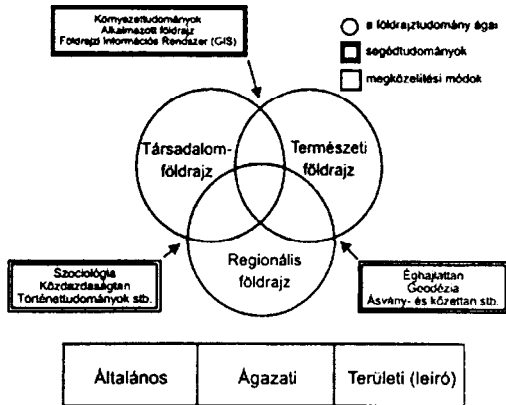 Környezettudományok
Alkalmazott földrajz
Földrajzi Információs Rendszer (GIS)
a földrajztudomány ágai
segédtudományok
megközelítési módok
Társadalom-
földrajz
Természeti
földrajz
Regionális
földrajz
Szociológia
Közgazdaságtan
Történettudományok stb.
Éghajlattan
Geodézia
Ásvány- és kőzettan stb.
Általános
Ágazati
Területi (leíró)